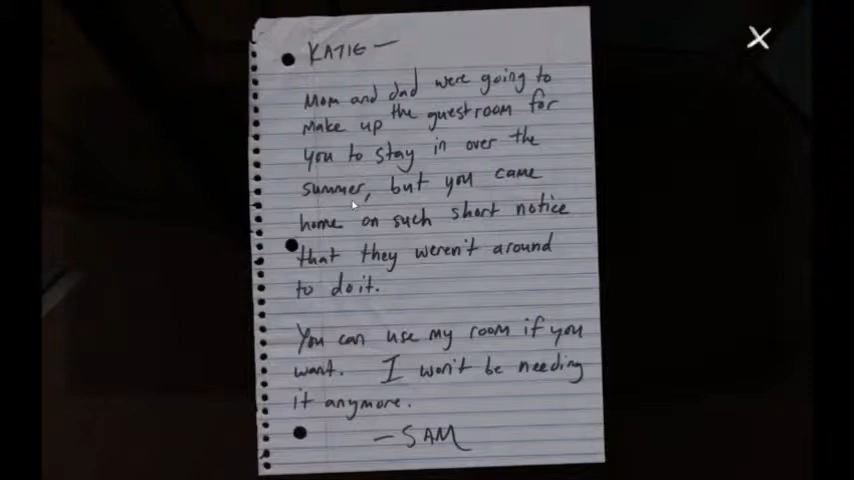 KATIE —
Mom and dad were going to
make up the guestroom for
you to stay in over the
summer, but you came
home on such short notice
that they weren't around
to do it.
You can use my room if you
want. I won't be needing
it anymore.
— SAM